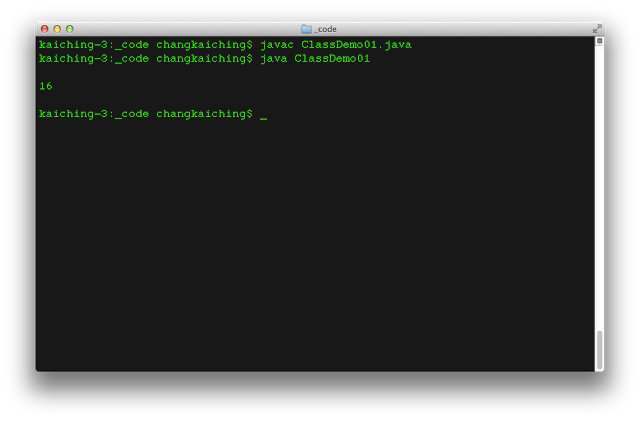 _code
kaiching-3:_code changkaiching$ javac ClassDemo01.java
kaiching-3:_code changkaiching$ java ClassDemo01
16
kaiching-3:_code changkaiching$ _